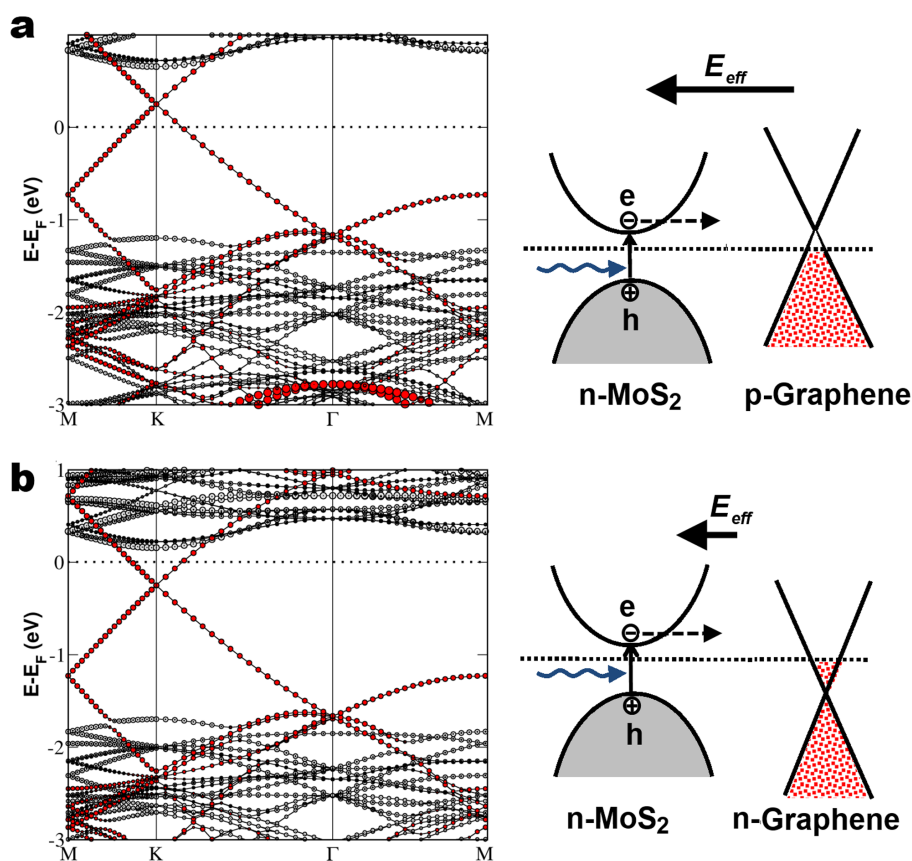 a
E-E_F (eV)
0
-1
-2
-3
M K Γ M
E_eff
e
h
n-MoS₂ p-Graphene
b
E-E_F (eV)
1
0
-1
-2
-3
M K Γ M
E_eff
e
h
n-MoS₂ n-Graphene